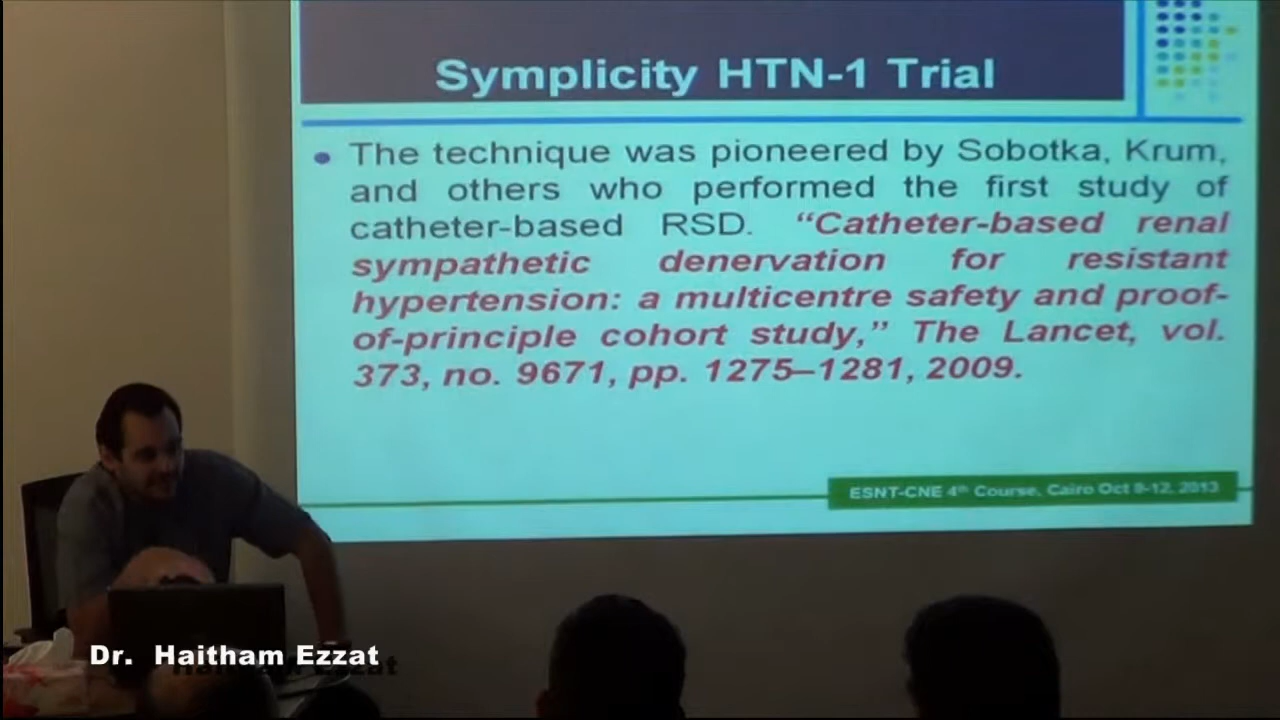 Symplicity HTN-1 Trial
The technique was pioneered by Sobotka, Krum,
and others who performed the first study of
catheter-based RSD. “Catheter-based renal
sympathetic denervation for resistant
hypertension: a multicentre safety and proof-
of-principle cohort study,” The Lancet, vol.
373, no. 9671, pp. 1275–1281, 2009.
ESNT-CNE 4th Course, Cairo Oct 8-12, 2013
Dr. Haitham Ezzat